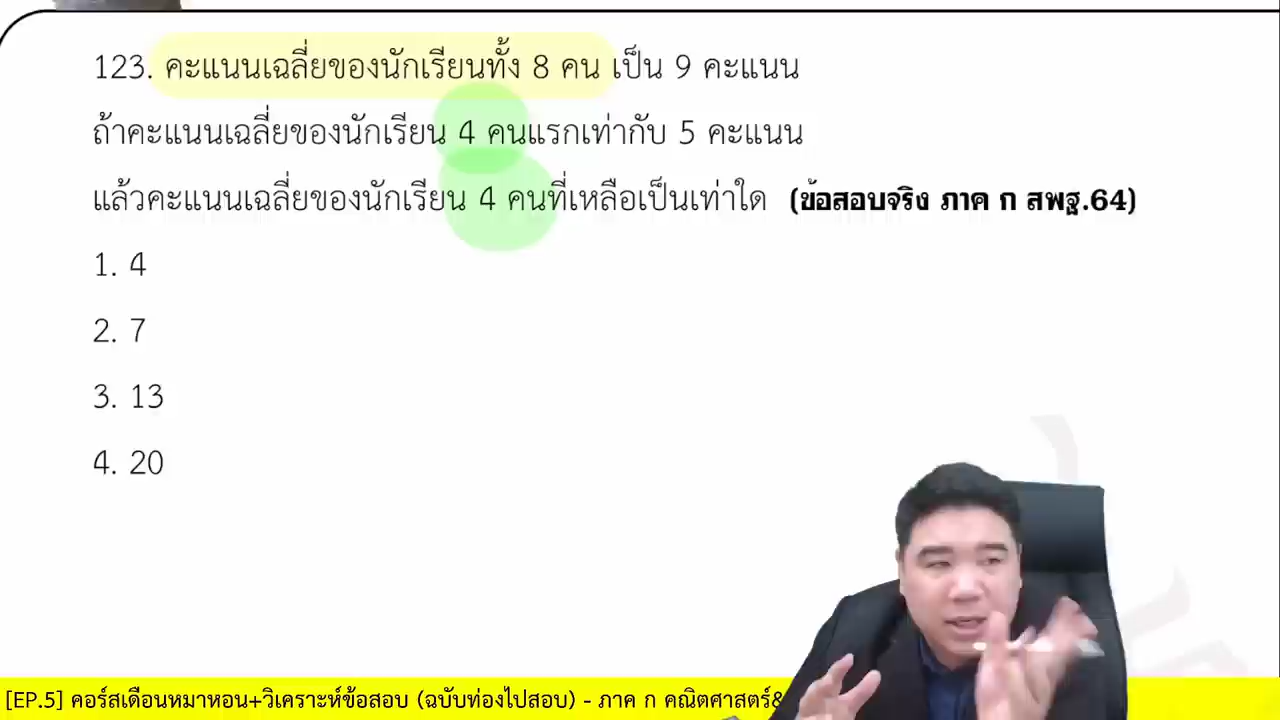 123. คะแนนเฉลี่ยของนักเรียนทั้ง 8 คน เป็น 9 คะแนน
ถ้าคะแนนเฉลี่ยของนักเรียน 4 คนแรกเท่ากับ 5 คะแนน
แล้วคะแนนเฉลี่ยของนักเรียน 4 คนที่เหลือเป็นเท่าใด (ข้อสอบจริง ภาค ก สพฐ.64)
1. 4
2. 7
3. 13
4. 20
[EP.5] คอร์สเดือนหมาหอน+วิเคราะห์ข้อสอบ (ฉบับท่องไปสอบ) - ภาค ก คณิตศาสตร์&